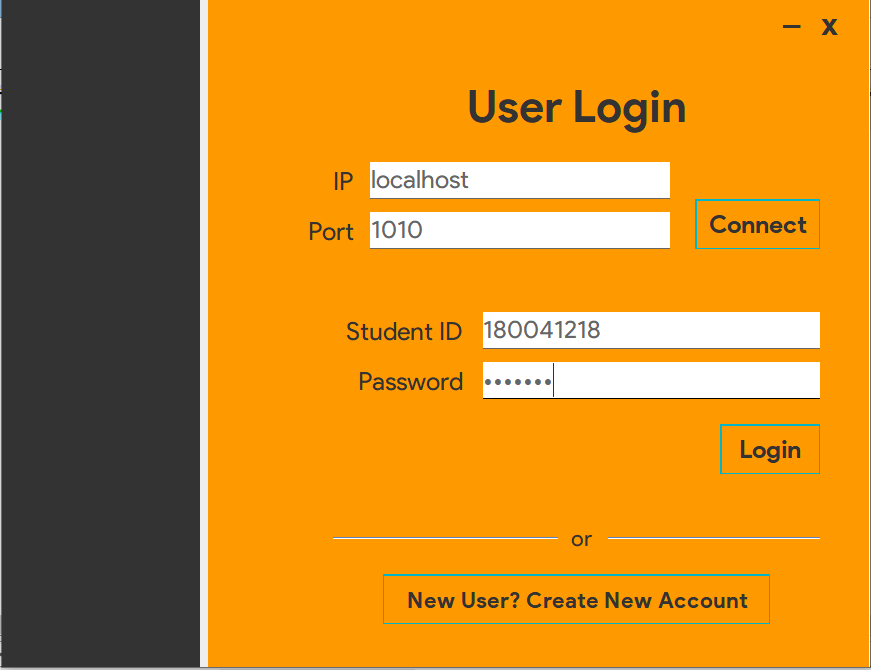 — X
User Login
IP localhost
Port 1010
Connect
Student ID 180041218
Password •••••••
Login
or
New User? Create New Account